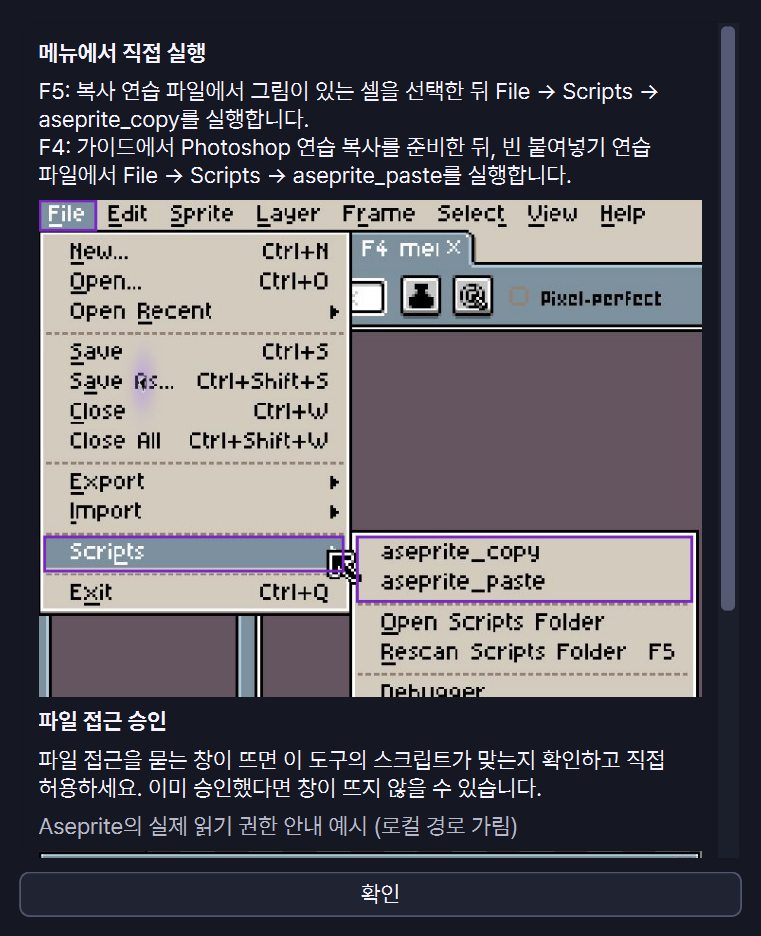 메뉴에서 직접 실행
F5: 복사 연습 파일에서 그림이 있는 셀을 선택한 뒤 File → Scripts →
aseprite_copy를 실행합니다.
F4: 가이드에서 Photoshop 연습 복사를 준비한 뒤, 빈 붙여넣기 연습
파일에서 File → Scripts → aseprite_paste를 실행합니다.
File Edit Sprite Layer Frame Select View Help
New... Ctrl+N
F4 mei X
Open... Ctrl+O
Pixel-perfect
Open Recent
Save Ctrl+S
Save As... Ctrl+Shift+S
Close Ctrl+W
Close All Ctrl+Shift+W
Export
Import
Scripts
aseprite_copy
aseprite_paste
Exit Ctrl+Q
Open Scripts Folder
Rescan Scripts Folder F5
Debugger
파일 접근 승인
파일 접근을 묻는 창이 뜨면 이 도구의 스크립트가 맞는지 확인하고 직접
허용하세요. 이미 승인했다면 창이 뜨지 않을 수 있습니다.
Aseprite의 실제 읽기 권한 안내 예시 (로컬 경로 가림)
확인